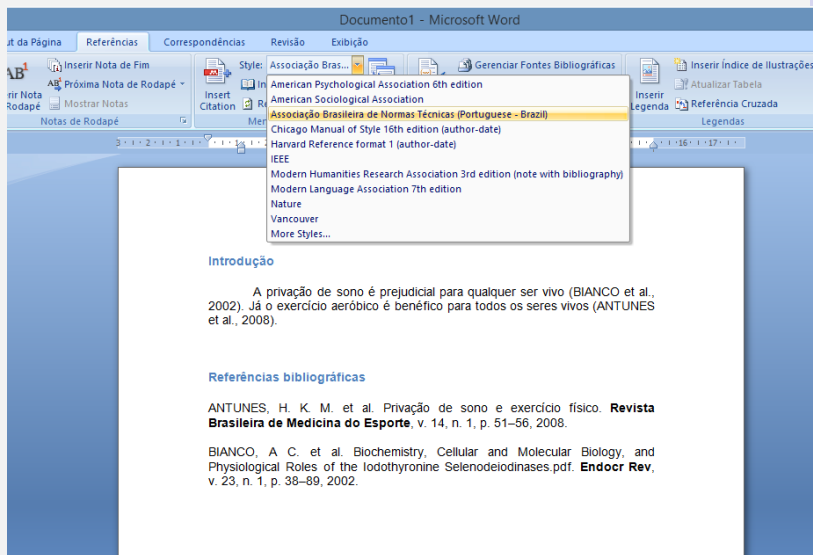 Documento1 - Microsoft Word
ut da Página Referências Correspondências Revisão Exibição
AB¹ Inserir Nota de Fim Style: Associação Bras... Gerenciar Fontes Bibliográficas Inserir Índice de Ilustrações
rir Nota Próxima Nota de Rodapé Insert In Inserir Atualizar Tabela
Rodapé Mostrar Notas Citation Legenda Referência Cruzada
Notas de Rodapé Legendas
American Psychological Association 6th edition
American Sociological Association
Associação Brasileira de Normas Técnicas (Portuguese - Brazil)
Chicago Manual of Style 16th edition (author-date)
Harvard Reference format 1 (author-date)
IEEE
Modern Humanities Research Association 3rd edition (note with bibliography)
Modern Language Association 7th edition
Nature
Vancouver
More Styles...
3 2 1 1 16 17
Introdução
A privação de sono é prejudicial para qualquer ser vivo (BIANCO et al.,
2002). Já o exercício aeróbico é benéfico para todos os seres vivos (ANTUNES
et al., 2008).
Referências bibliográficas
ANTUNES, H. K. M. et al. Privação de sono e exercício físico. Revista
Brasileira de Medicina do Esporte, v. 14, n. 1, p. 51–56, 2008.
BIANCO, A C. et al. Biochemistry, Cellular and Molecular Biology, and
Physiological Roles of the Iodothyronine Selenodeiodinases.pdf. Endocr Rev,
v. 23, n. 1, p. 38–89, 2002.